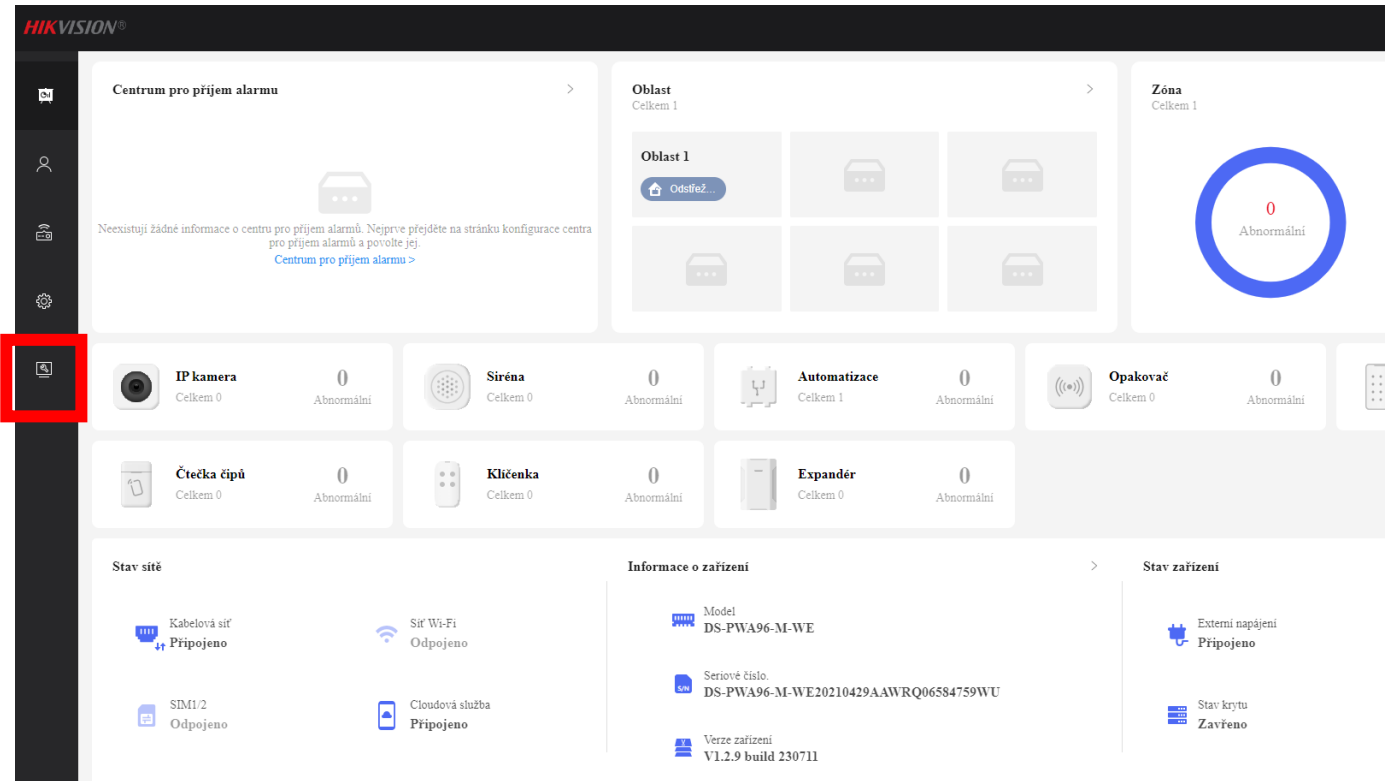 HIKVISION®
Centrum pro příjem alarmu
Neexistují žádné informace o centru pro příjem alarmů. Nejprve přejděte na stránku konfigurace centra
pro příjem alarmů a povolte jej.
Centrum pro příjem alarmu >
Oblast
Celkem 1
Oblast 1
Odstřež...
Zóna
Celkem 1
0
Abnormální
IP kamera
Celkem 0
0
Abnormální
Siréna
Celkem 0
0
Abnormální
Automatizace
Celkem 1
0
Abnormální
Opakovač
Celkem 0
0
Abnormální
Čtečka čipů
Celkem 0
0
Abnormální
Klíčenka
Celkem 0
0
Abnormální
Expandér
Celkem 0
0
Abnormální
Stav sítě
Kabelová síť
Připojeno
Síť Wi-Fi
Odpojeno
SIM1/2
Odpojeno
Cloudová služba
Připojeno
Informace o zařízení
Model
DS-PWA96-M-WE
Seriové číslo.
S/N
DS-PWA96-M-WE20210429AAWRQ06584759WU
Verze zařízení
V1.2.9 build 230711
Stav zařízení
Externí napájení
Připojeno
Stav krytu
Zavřeno